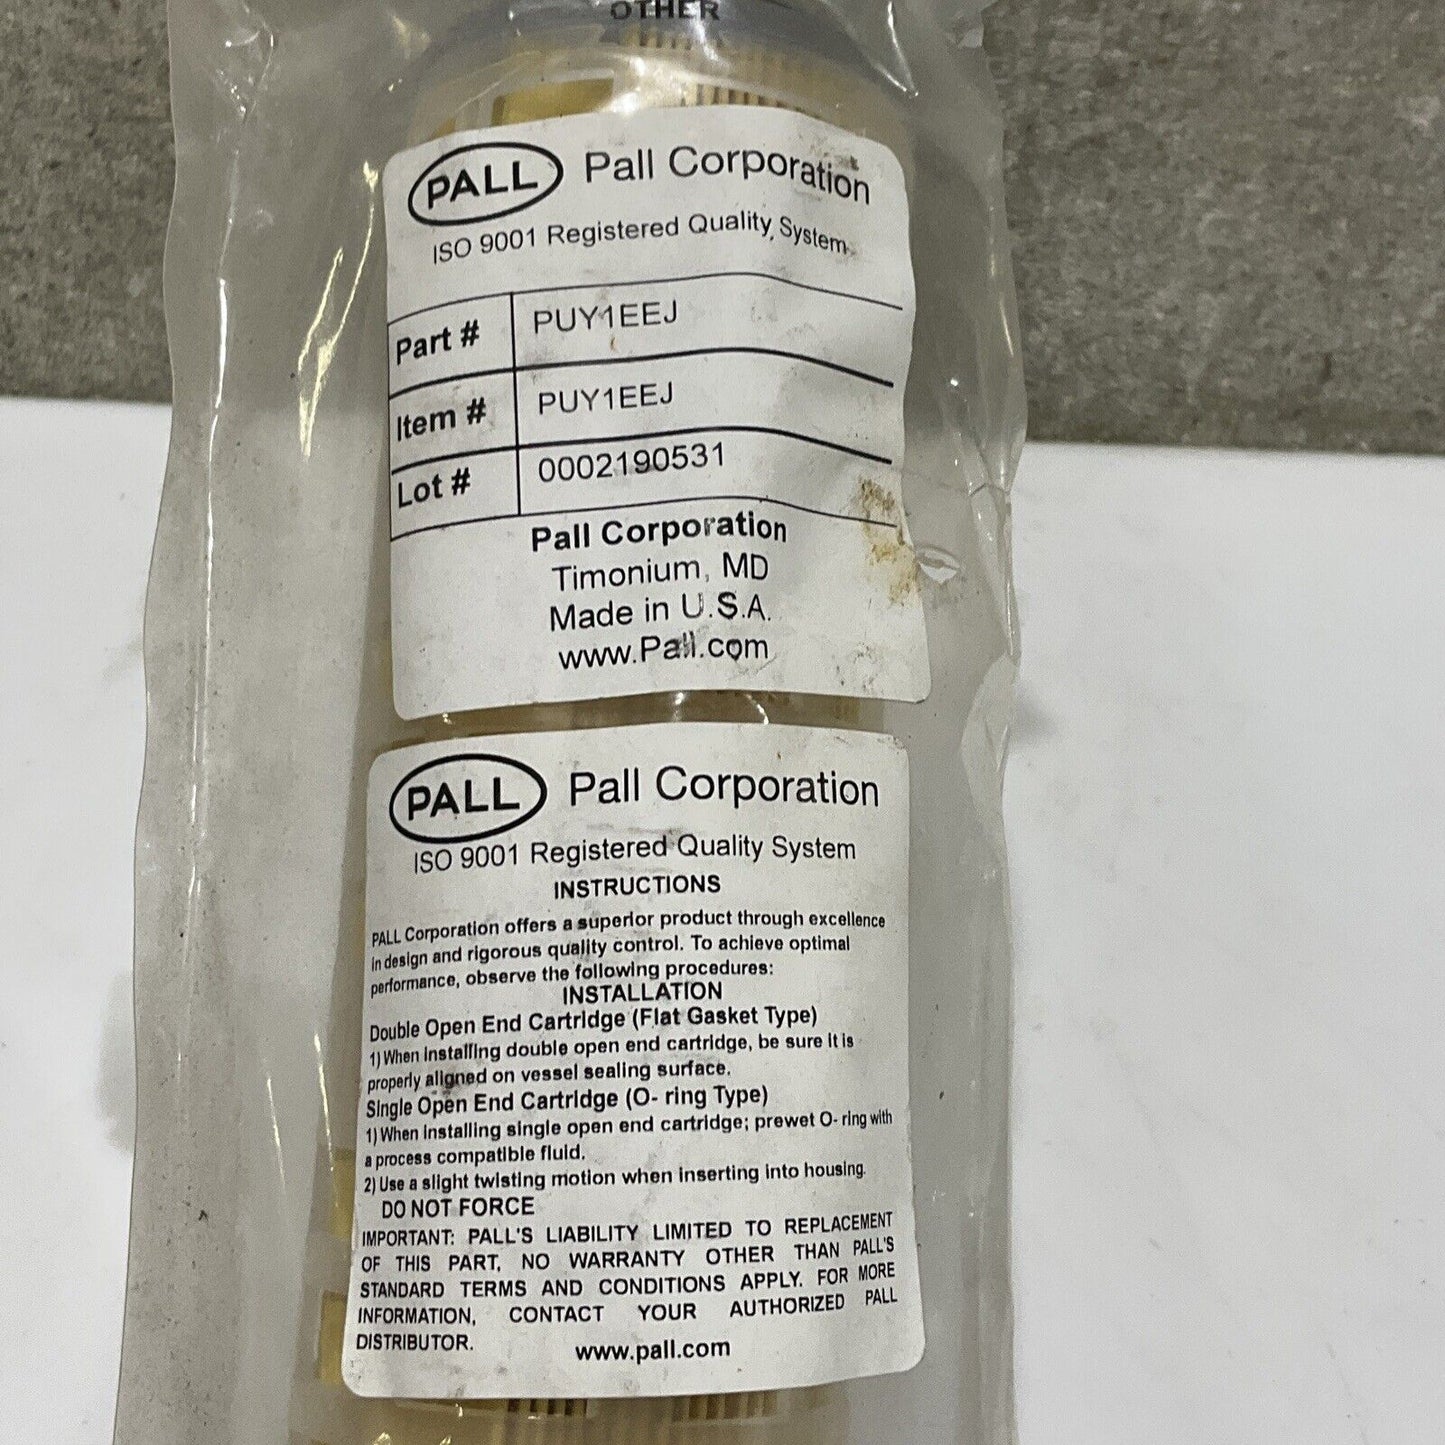 OTHER
PALL Pall Corporation
ISO 9001 Registered Quality System
Part # PUY1EEJ
Item # PUY1EEJ
Lot # 0002190531
Pall Corporation
Timonium, MD
Made in U.S.A.
www.Pall.com
PALL Pall Corporation
ISO 9001 Registered Quality System
INSTRUCTIONS
PALL Corporation offers a superior product through excellence
in design and rigorous quality control. To achieve optimal
performance, observe the following procedures:
INSTALLATION
Double Open End Cartridge (Flat Gasket Type)
1) When installing double open end cartridge, be sure it is
properly aligned on vessel sealing surface.
Single Open End Cartridge (O- ring Type)
1) When installing single open end cartridge; prewet O- ring with
a process compatible fluid.
2) Use a slight twisting motion when inserting into housing.
DO NOT FORCE
IMPORTANT: PALL'S LIABILITY LIMITED TO REPLACEMENT
OF THIS PART, NO WARRANTY OTHER THAN PALL'S
STANDARD TERMS AND CONDITIONS APPLY. FOR MORE
INFORMATION, CONTACT YOUR AUTHORIZED PALL
DISTRIBUTOR.
www.pall.com